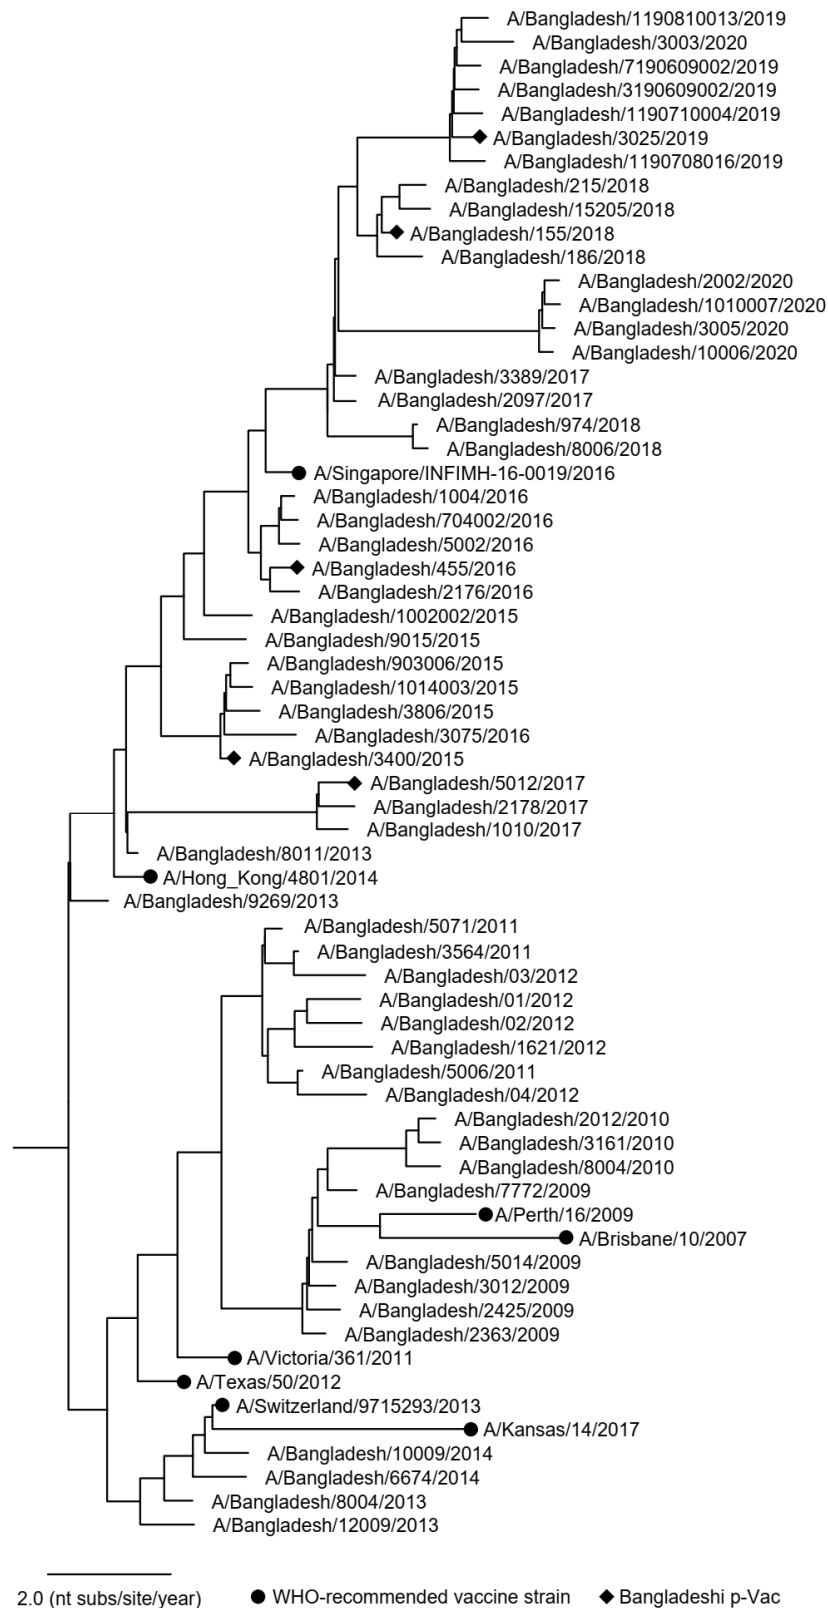 A/Bangladesh/1190810013/2019
A/Bangladesh/3003/2020
A/Bangladesh/7190609002/2019
A/Bangladesh/3190609002/2019
A/Bangladesh/1190710004/2019
A/Bangladesh/3025/2019
A/Bangladesh/1190708016/2019
A/Bangladesh/215/2018
A/Bangladesh/15205/2018
A/Bangladesh/155/2018
A/Bangladesh/186/2018
A/Bangladesh/2002/2020
A/Bangladesh/1010007/2020
A/Bangladesh/3005/2020
A/Bangladesh/10006/2020
A/Bangladesh/3389/2017
A/Bangladesh/2097/2017
A/Bangladesh/974/2018
A/Bangladesh/8006/2018
A/Singapore/INFIMH-16-0019/2016
A/Bangladesh/1004/2016
A/Bangladesh/704002/2016
A/Bangladesh/5002/2016
A/Bangladesh/455/2016
A/Bangladesh/2176/2016
A/Bangladesh/1002002/2015
A/Bangladesh/9015/2015
A/Bangladesh/903006/2015
A/Bangladesh/1014003/2015
A/Bangladesh/3806/2015
A/Bangladesh/3075/2016
A/Bangladesh/3400/2015
A/Bangladesh/5012/2017
A/Bangladesh/2178/2017
A/Bangladesh/1010/2017
A/Bangladesh/8011/2013
A/Hong_Kong/4801/2014
A/Bangladesh/9269/2013
A/Bangladesh/5071/2011
A/Bangladesh/3564/2011
A/Bangladesh/03/2012
A/Bangladesh/01/2012
A/Bangladesh/02/2012
A/Bangladesh/1621/2012
A/Bangladesh/5006/2011
A/Bangladesh/04/2012
A/Bangladesh/2012/2010
A/Bangladesh/3161/2010
A/Bangladesh/8004/2010
A/Bangladesh/7772/2009
A/Perth/16/2009
A/Brisbane/10/2007
A/Bangladesh/5014/2009
A/Bangladesh/3012/2009
A/Bangladesh/2425/2009
A/Bangladesh/2363/2009
A/Victoria/361/2011
A/Texas/50/2012
A/Switzerland/9715293/2013
A/Kansas/14/2017
A/Bangladesh/10009/2014
A/Bangladesh/6674/2014
A/Bangladesh/8004/2013
A/Bangladesh/12009/2013
2.0 (nt subs/site/year) WHO-recommended vaccine strain Bangladeshi p-Vac